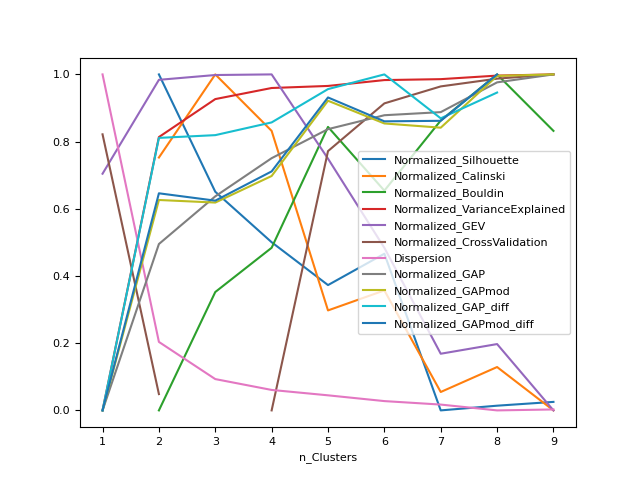 1.0
0.8
0.6
0.4
0.2
0.0
Normalized_Silhouette
Normalized_Calinski
Normalized_Bouldin
Normalized_VarianceExplained
Normalized_GEV
Normalized_CrossValidation
Dispersion
Normalized_GAP
Normalized_GAPmod
Normalized_GAP_diff
Normalized_GAPmod_diff
1 2 3 4 5 6 7 8 9
n_Clusters